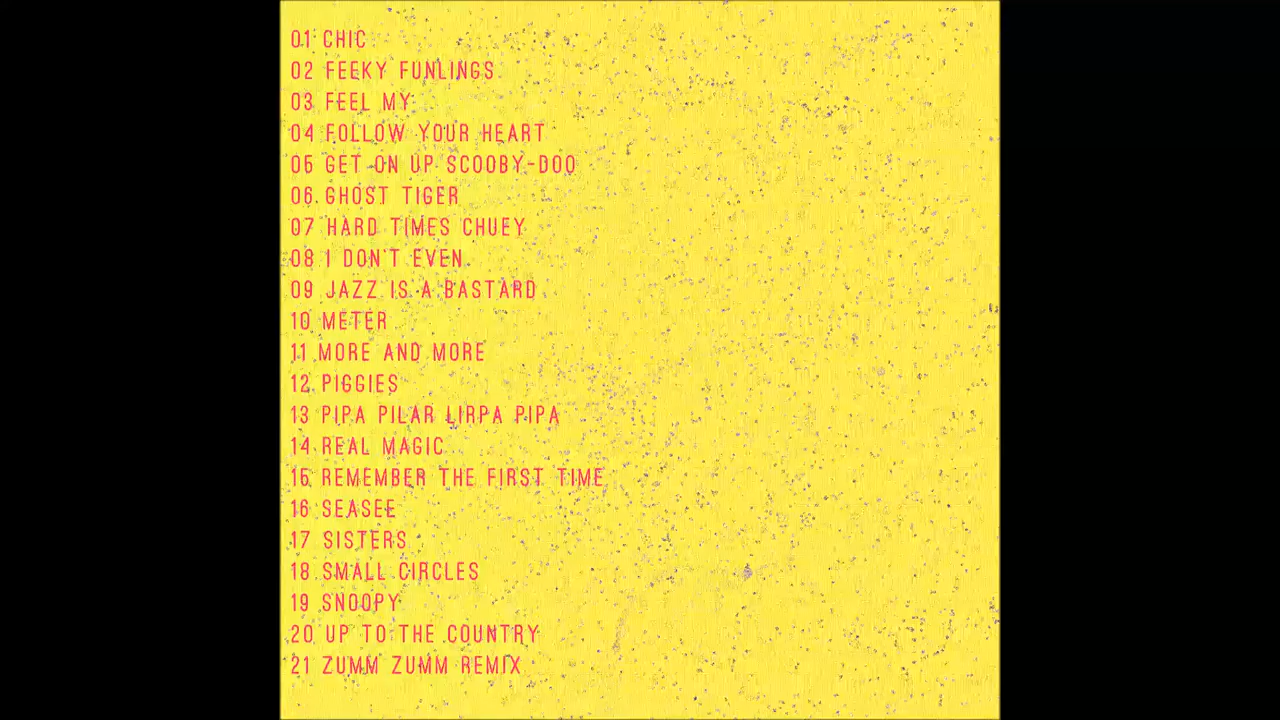 01 CHIC
02 FEEKY FUNLINGS
03 FEEL MY
04 FOLLOW YOUR HEART
05 GET ON UP SCOOBY-DOO
06 GHOST TIGER
07 HARD TIMES CHUEY
08 I DON'T EVEN
09 JAZZ IS A BASTARD
10 METER
11 MORE AND MORE
12 PIGGIES
13 PIPA PILAR LIRPA PIPA
14 REAL MAGIC
15 REMEMBER THE FIRST TIME
16 SEASEE
17 SISTERS
18 SMALL CIRCLES
19 SNOOPY
20 UP TO THE COUNTRY
21 ZUMM ZUMM REMIX